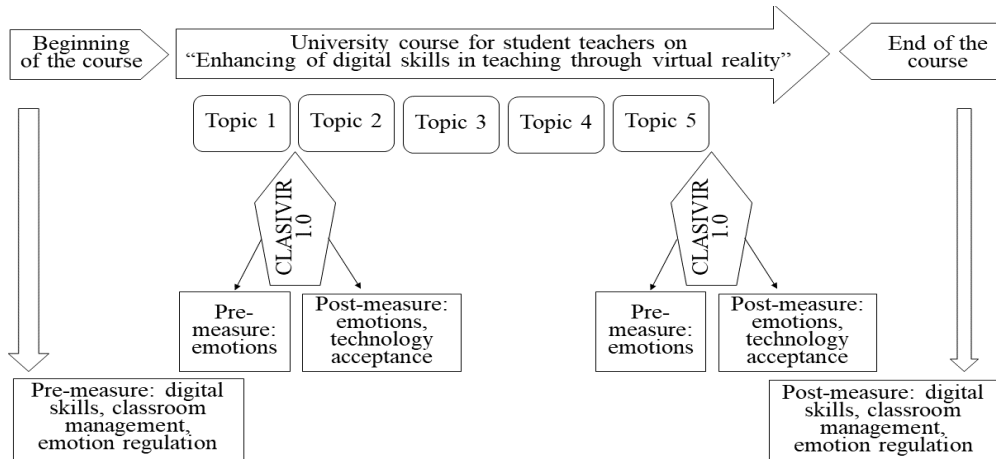 Beginning
of the course
University course for student teachers on
“Enhancing of digital skills in teaching through virtual reality”
End of the
course
Topic 1
Topic 2
Topic 3
Topic 4
Topic 5
CLASIVIR
1.0
CLASIVIR
1.0
Pre-
measure:
emotions
Post-measure:
emotions,
technology
acceptance
Pre-
measure:
emotions
Post-measure:
emotions,
technology
acceptance
Pre-measure: digital
skills, classroom
management,
emotion regulation
Post-measure: digital
skills, classroom
management,
emotion regulation